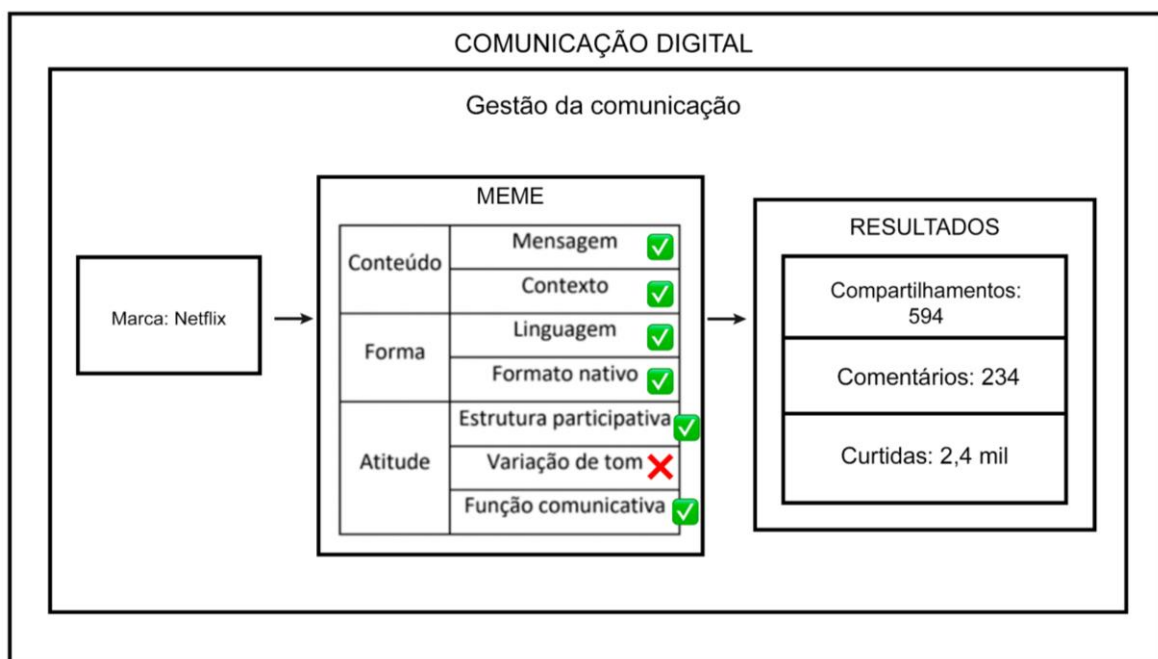 COMUNICAÇÃO DIGITAL
Gestão da comunicação
Marca: Netflix
MEME
Conteúdo
Mensagem
Contexto
Forma
Linguagem
Formato nativo
Atitude
Estrutura participativa
Variação de tom
Função comunicativa
RESULTADOS
Compartilhamentos:
594
Comentários: 234
Curtidas: 2,4 mil